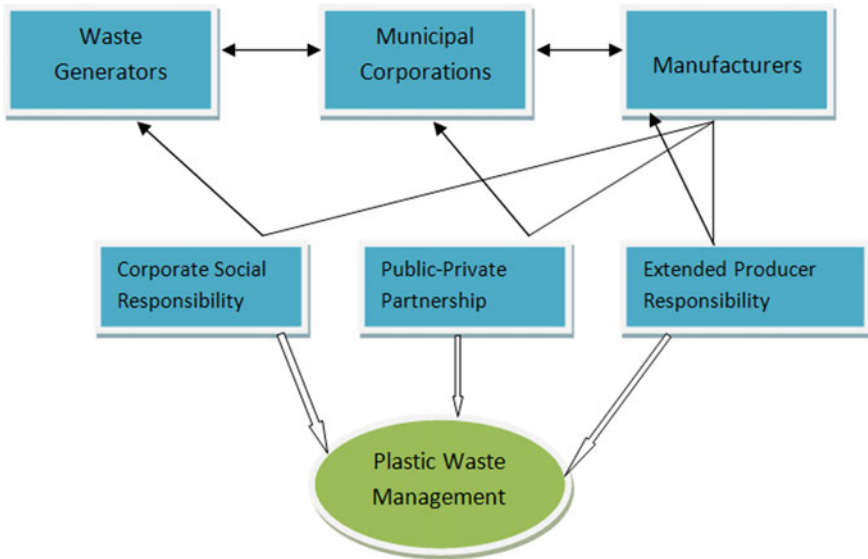 Waste
Generators
Municipal
Corporations
Manufacturers
Corporate Social
Responsibility
Public-Private
Partnership
Extended Producer
Responsibility
Plastic Waste
Management